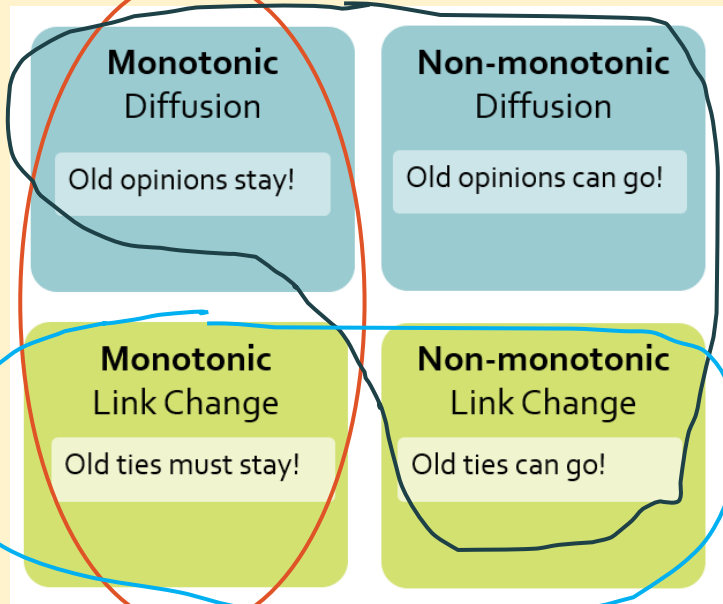 Monotonic
Diffusion
Old opinions stay!
Non-monotonic
Diffusion
Old opinions can go!
Monotonic
Link Change
Old ties must stay!
Non-monotonic
Link Change
Old ties can go!